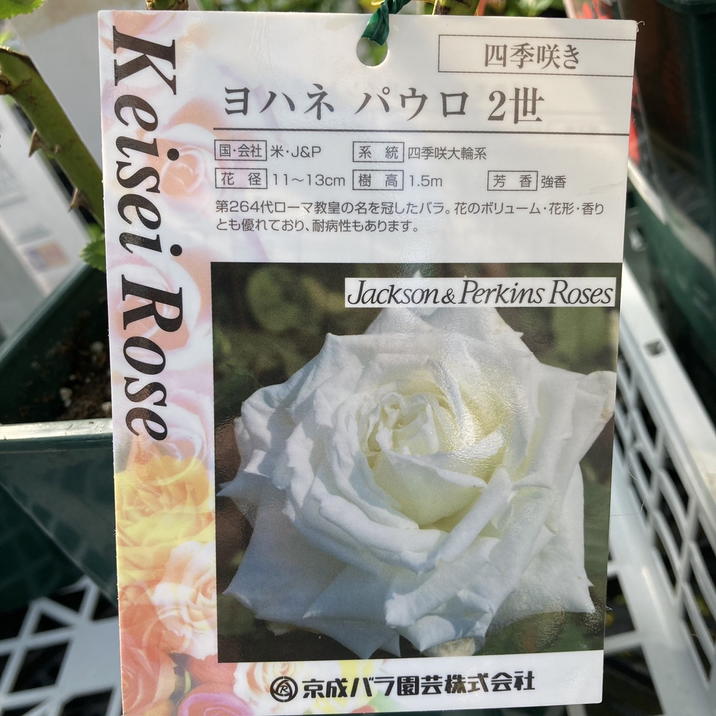 Keisei Rose
四季咲き
ヨハネ パウロ 2世
国・会社 米・J&P 系統 四季咲大輪系
花径 11〜13cm 樹高 1.5m 芳香 強香
第264代ローマ教皇の名を冠したバラ。花のボリューム・花形・香り
とも優れており、耐病性もあります。
Jackson & Perkins Roses
京成バラ園芸株式会社